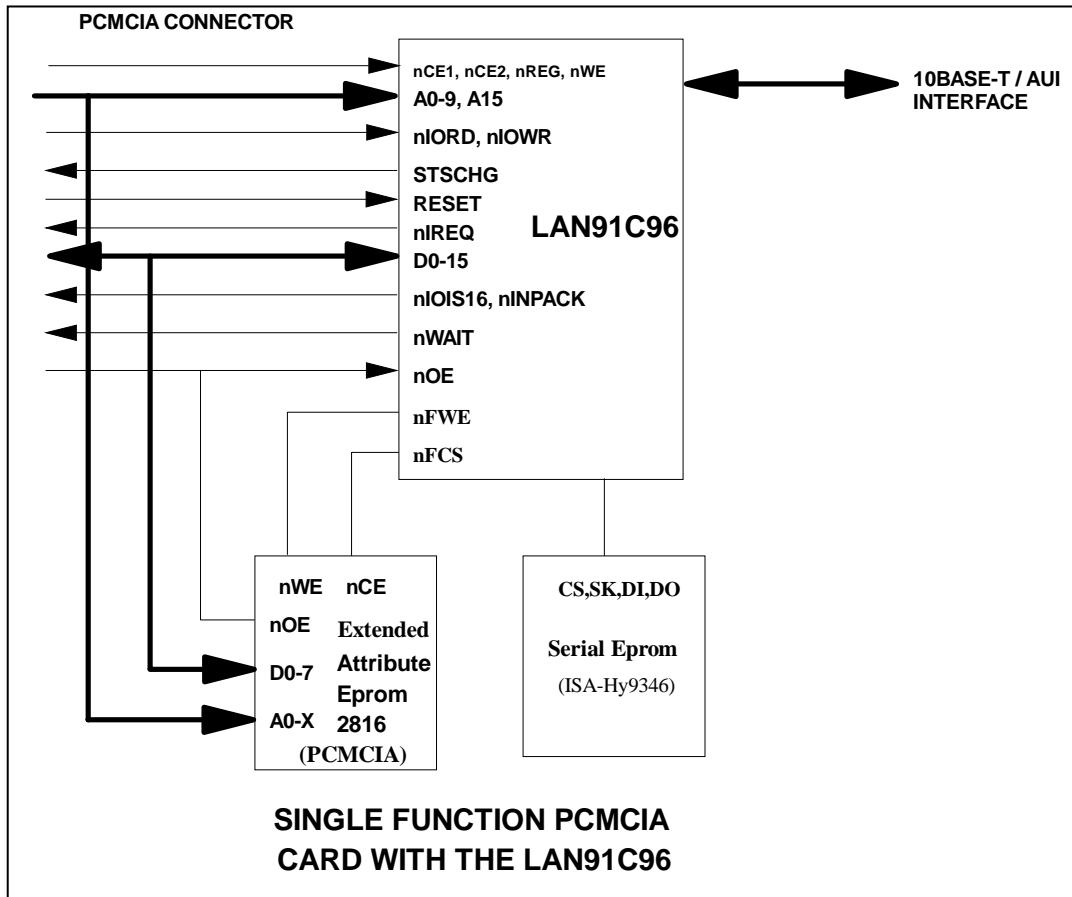 PCMCIA CONNECTOR
nCE1, nCE2, nREG, nWE
A0-9, A15
nIORD, nIOWR
STSCHG
RESET
nIREQ
D0-15
nIOIS16, nINPACK
nWAIT
nOE
nFWE
nFCS
LAN91C96
10BASE-T / AUI
INTERFACE
nWE nCE
nOE Extended
D0-7 Attribute
Eprom
A0-X 2816
(PCMCIA)
CS,SK,DI,DO
Serial Eprom
(ISA-Hy9346)
SINGLE FUNCTION PCMCIA
CARD WITH THE LAN91C96